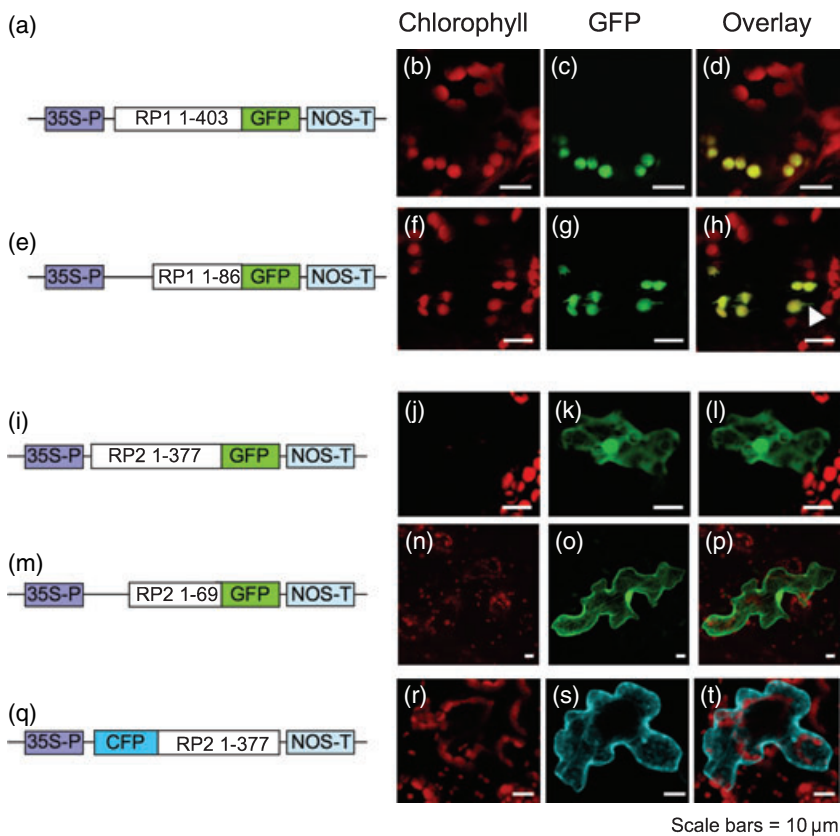 (a)
Chlorophyll GFP Overlay
(b) (c) (d)
35S-P RP1 1-403 GFP NOS-T
(e)
(f) (g) (h)
35S-P RP1 1-86 GFP NOS-T
(i)
(j) (k) (l)
35S-P RP2 1-377 GFP NOS-T
(m)
(n) (o) (p)
35S-P RP2 1-69 GFP NOS-T
(q)
(r) (s) (t)
35S-P CFP RP2 1-377 NOS-T
Scale bars = 10 µm